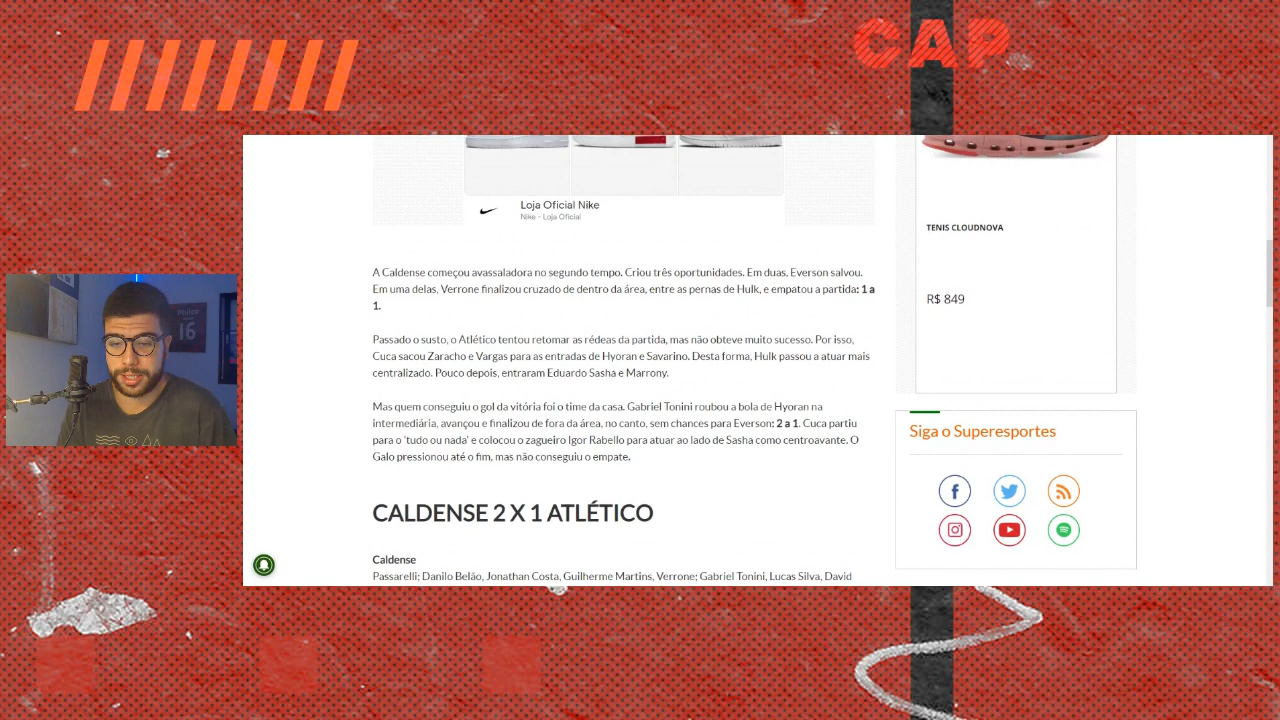 CAP
Loja Oficial Nike
Nike - Loja Oficial
TENIS CLOUDNOVA
R$ 849
A Caldense começou avassaladora no segundo tempo. Criou três oportunidades. Em duas, Everson salvou.
Em uma delas, Verrone finalizou cruzado de dentro da área, entre as pernas de Hulk, e empatou a partida: 1 a
1.
Passado o susto, o Atlético tentou retomar as rédeas da partida, mas não obteve muito sucesso. Por isso,
Cuca sacou Zaracho e Vargas para as entradas de Hyoran e Savarino. Desta forma, Hulk passou a atuar mais
centralizado. Pouco depois, entraram Eduardo Sasha e Marrony.
Mas quem conseguiu o gol da vitória foi o time da casa. Gabriel Tonini roubou a bola de Hyoran na
intermediária, avançou e finalizou de fora da área, no canto, sem chances para Everson: 2 a 1. Cuca partiu
para o 'tudo ou nada' e colocou o zagueiro Igor Rabello para atuar ao lado de Sasha como centroavante. O
Galo pressionou até o fim, mas não conseguiu o empate.
Siga o Superesportes
CALDENSE 2 X 1 ATLÉTICO
Caldense
Passarelli; Danilo Belão, Jonathan Costa, Guilherme Martins, Verrone; Gabriel Tonini, Lucas Silva, David
16